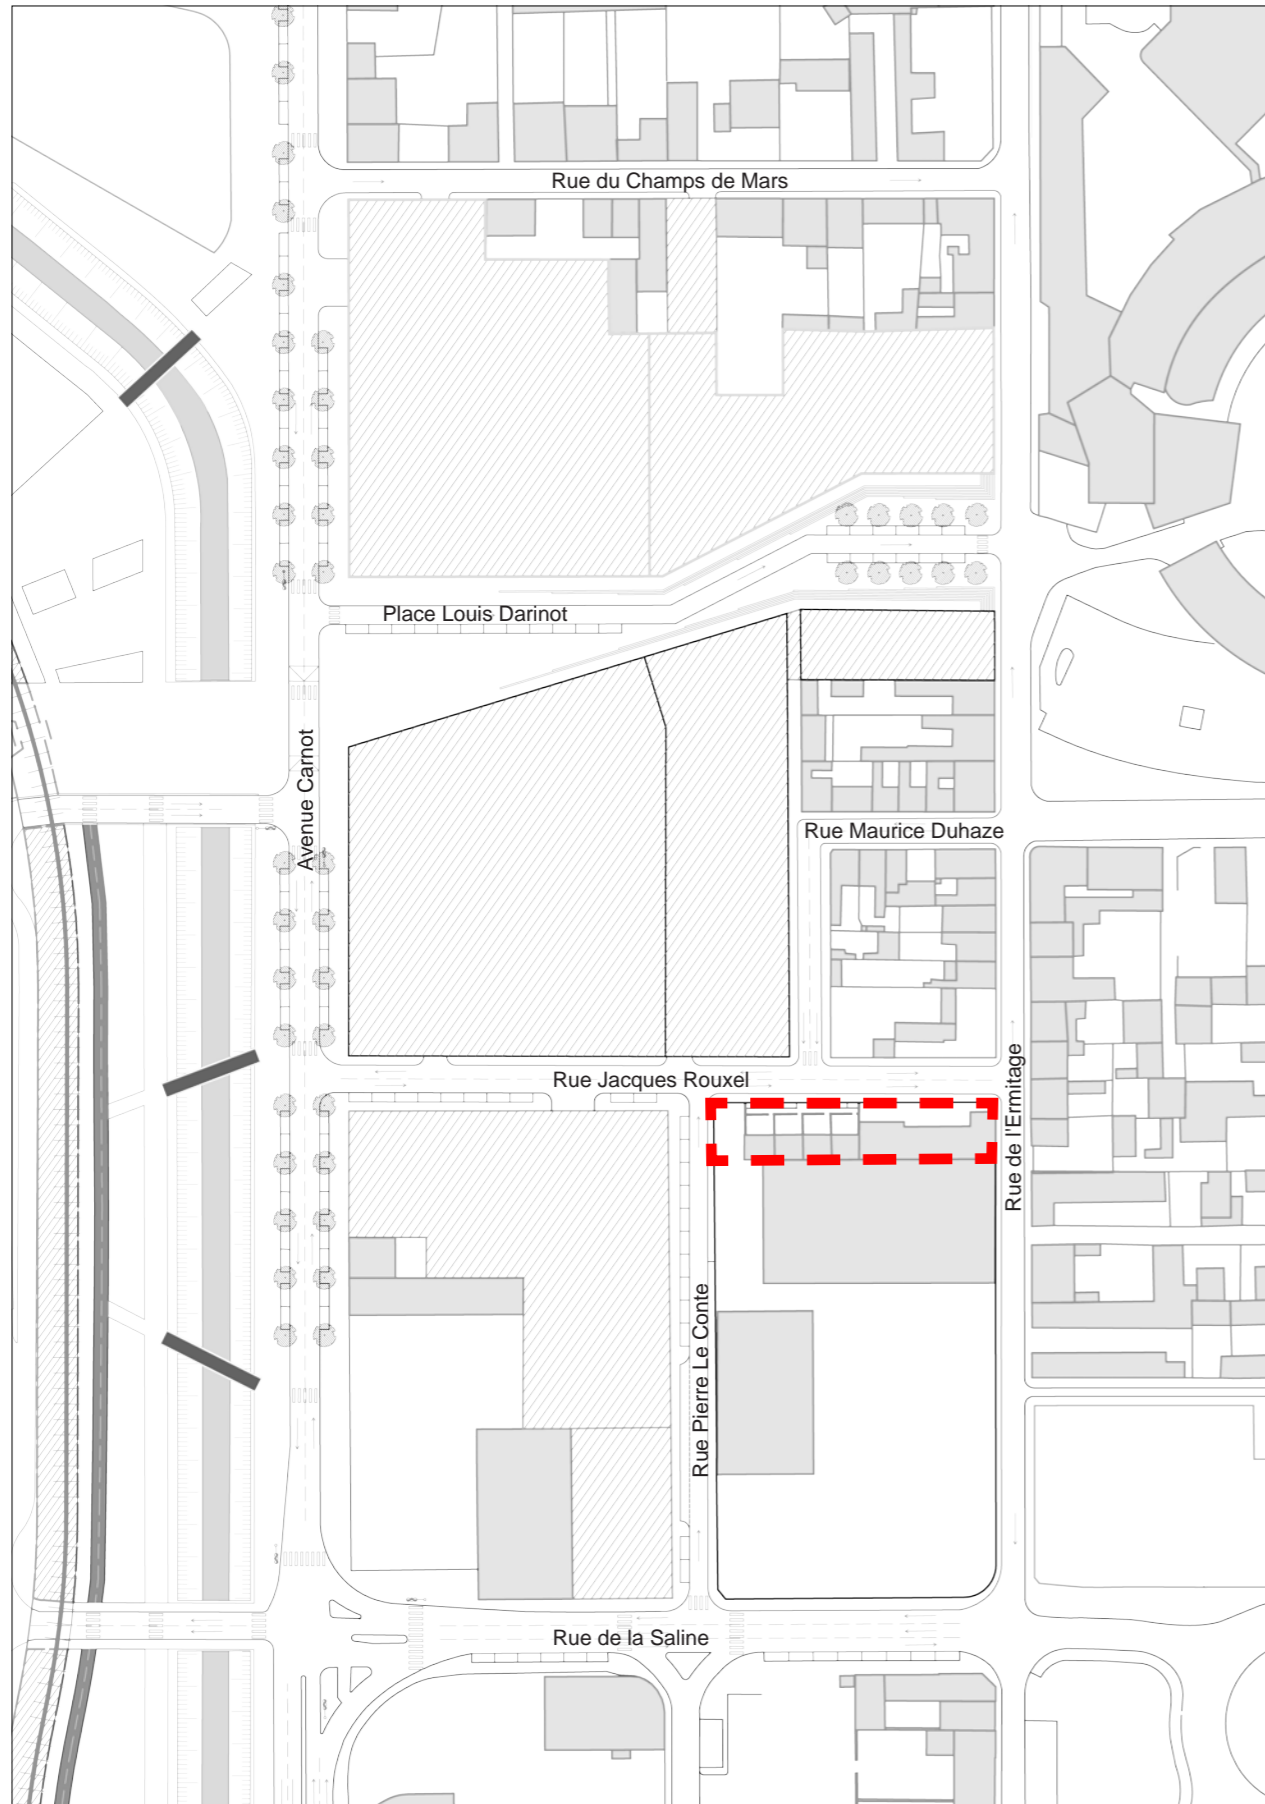 Rue du Champs de Mars
Place Louis Darinot
Avenue Carnot
Rue Maurice Duhaze
Rue Jacques Rouxel
Rue de l'Ermitage
Rue Pierre Le Conte
Rue de la Saline